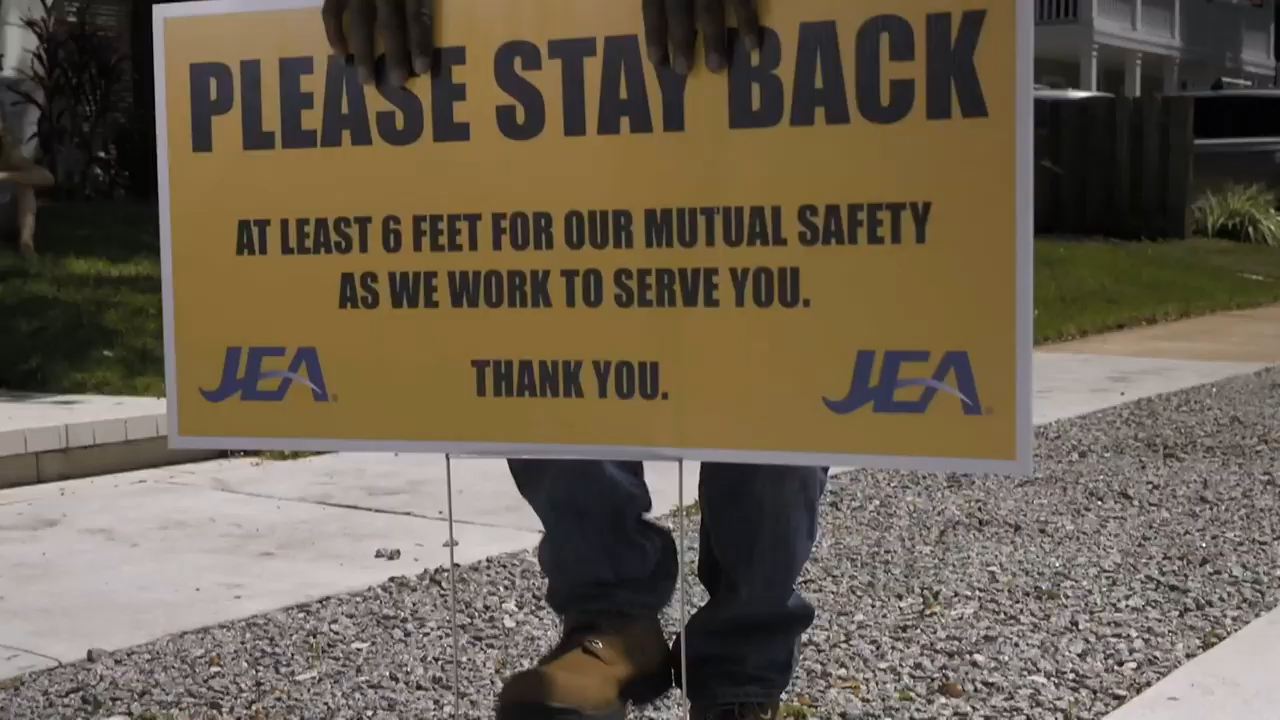 PLEASE STAY BACK
AT LEAST 6 FEET FOR OUR MUTUAL SAFETY
AS WE WORK TO SERVE YOU.
JEA THANK YOU. JEA